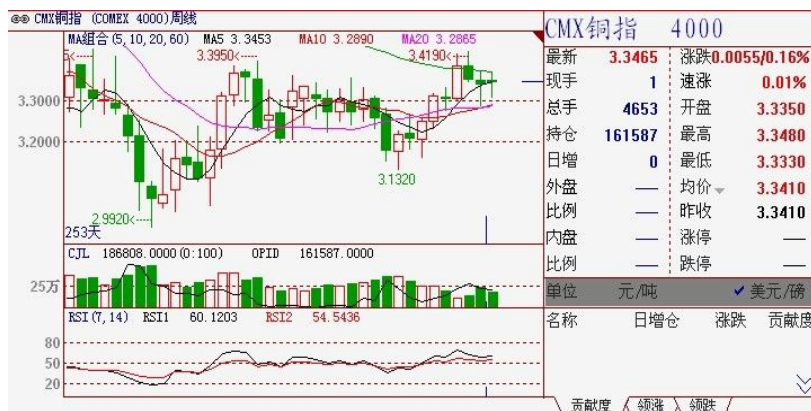 CMX铜指 (COMEX 4000)周线
MA组合(5,10,20,60) MA5 3.3453 MA10 3.2890 MA20 3.2865
3.3950<
3.4190<
3.3000
3.2000
3.1320
2.9920<
253天
CJL 186808.0000(0:100) OPID 161587.0000
25万
RSI(7,14) RSI1 60.1203 RSI2 54.5436
80
50
20
CMX铜指 4000
最新 3.3465 涨跌 0.0055/0.16%
现手 1 速涨 0.01%
总手 4653 开盘 3.3350
持仓 161587 最高 3.3480
日增 0 最低 3.3330
外盘 — 均价 3.3410
比例 — 昨收 3.3410
内盘 — 涨停 —
比例 — 跌停 —
单位 元/吨 美元/磅
名称 日增仓 涨跌 贡献度
贡献度 领涨 领跌